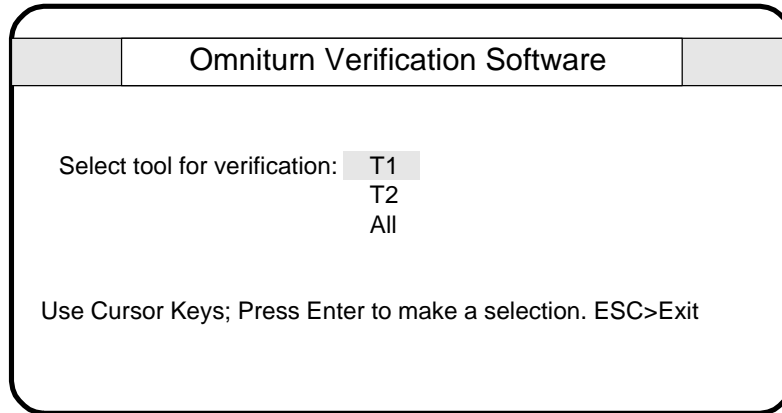 Omniturn Verification Software
Select tool for verification: T1
T2
All
Use Cursor Keys; Press Enter to make a selection. ESC>Exit